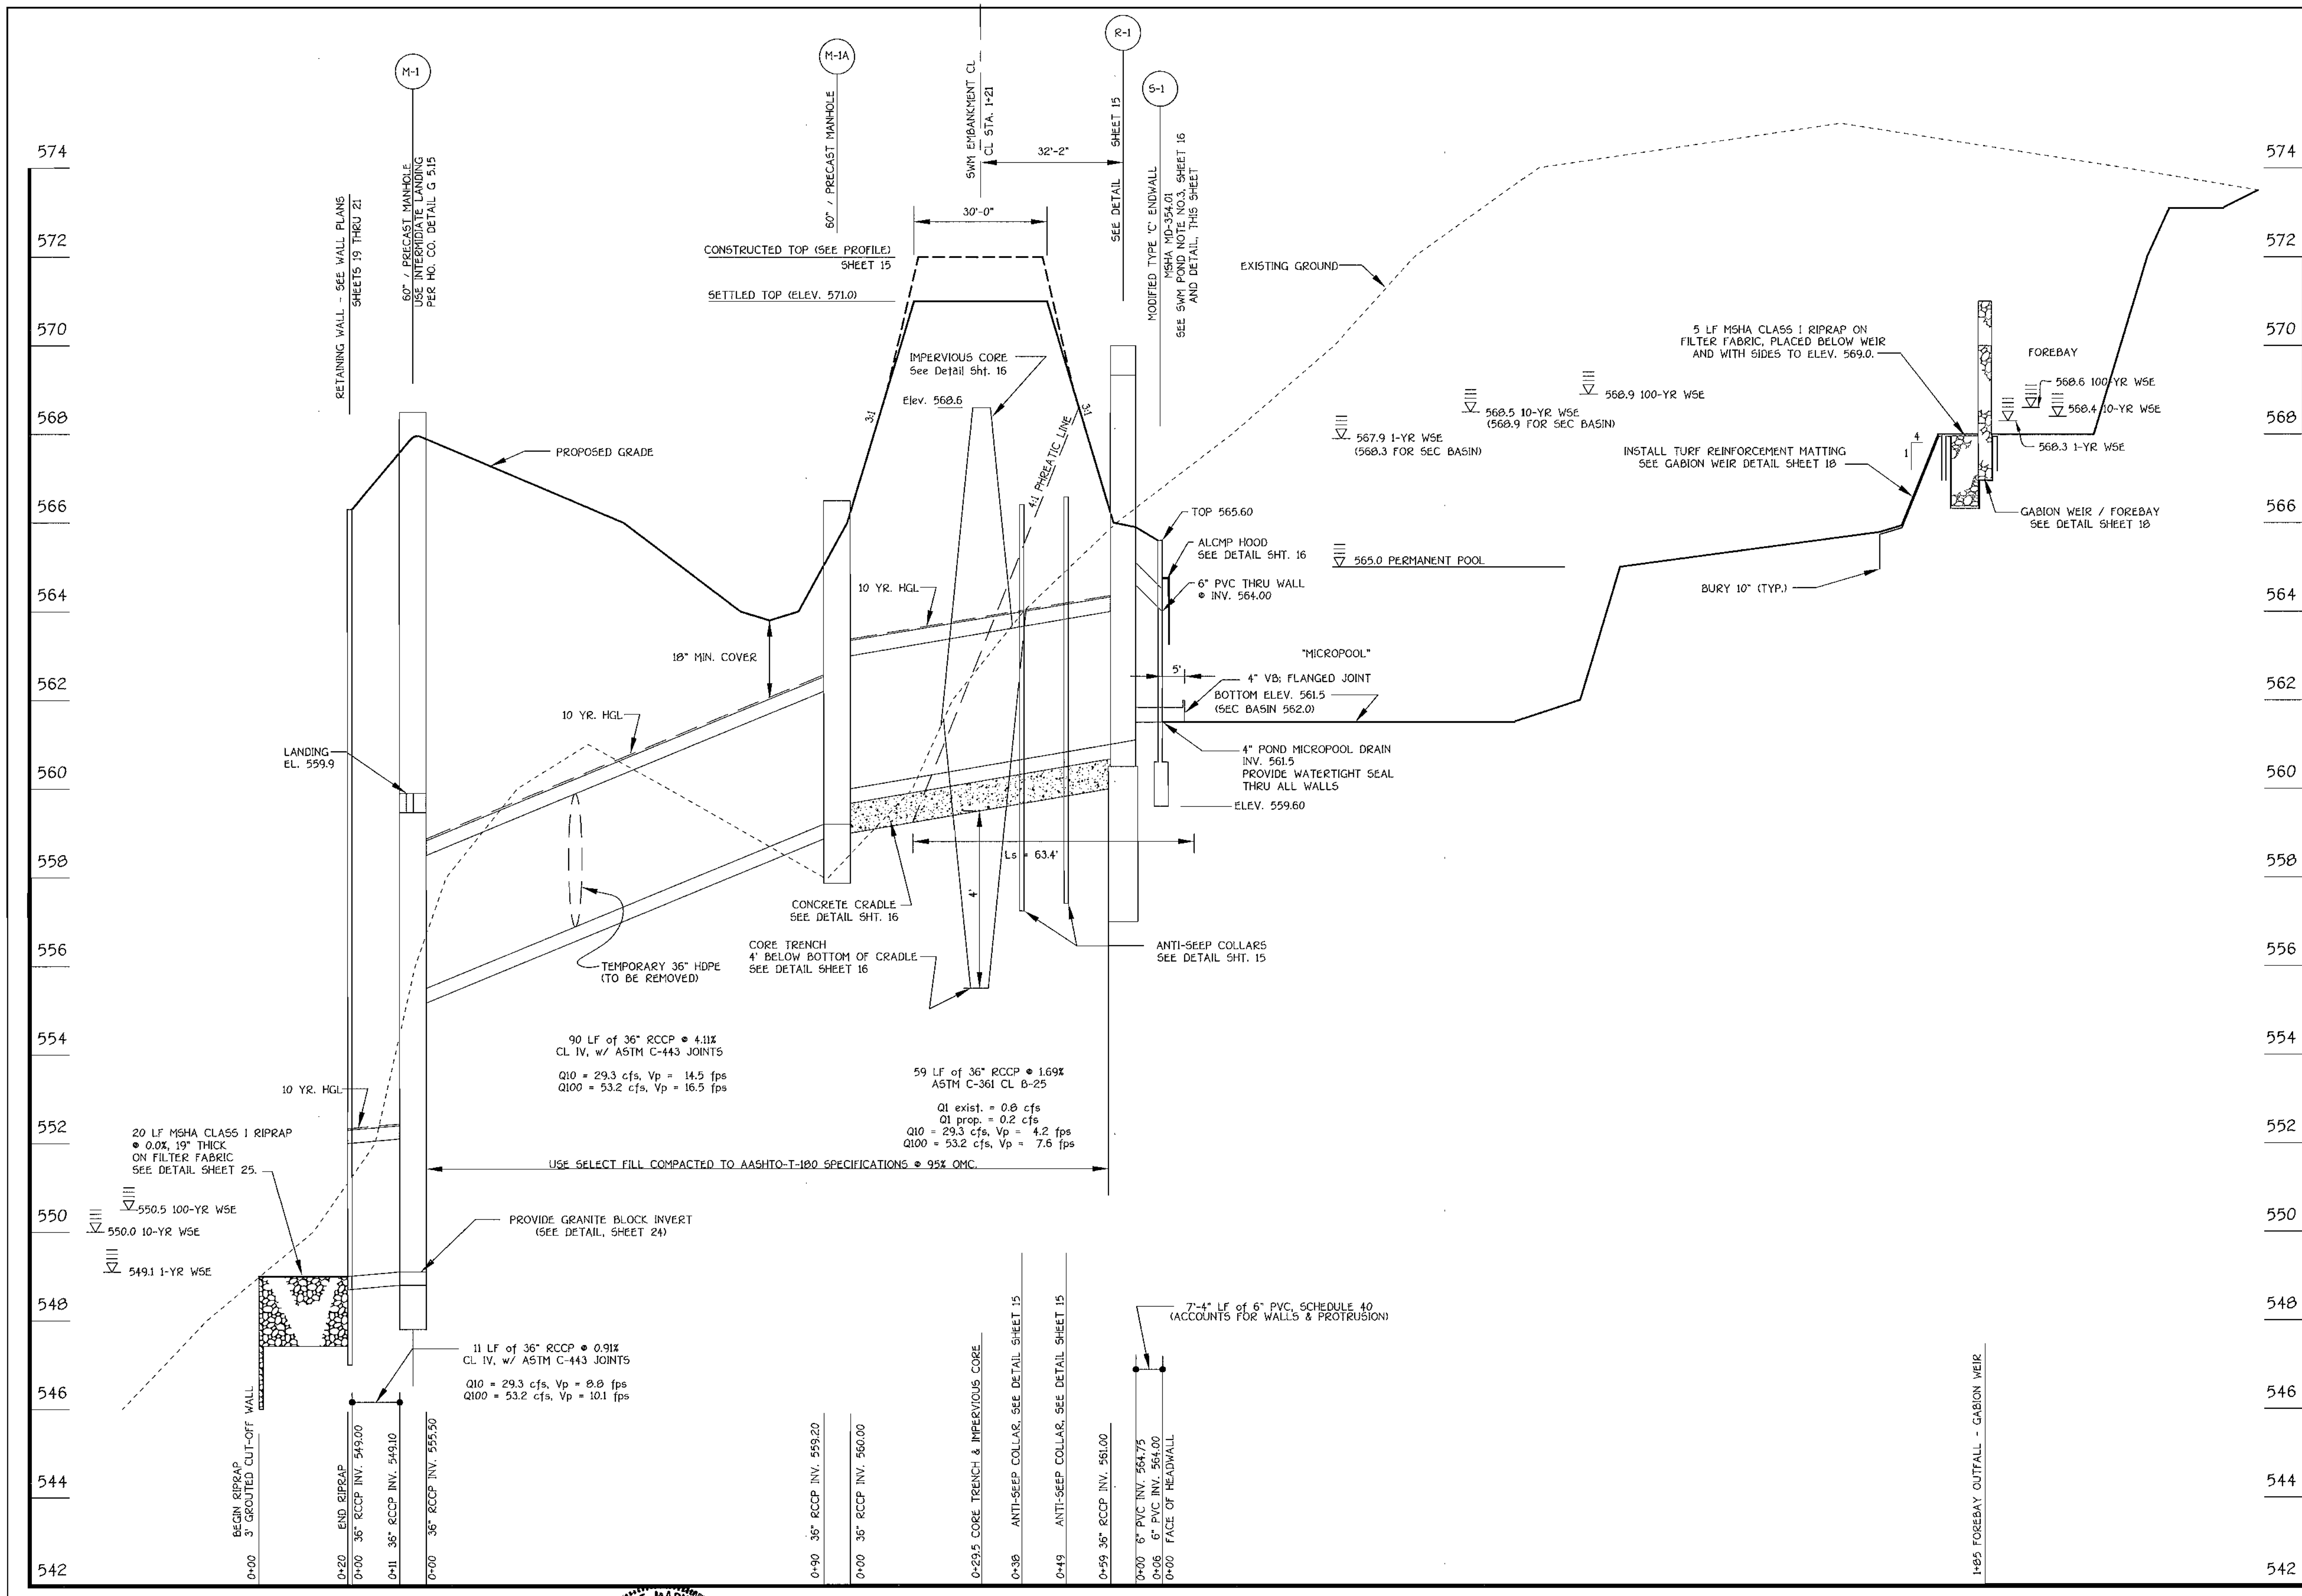 M-1
M-1A
R-1
S-1
RETAINING WALL - SEE WALL PLANS
SHEETS 19 THRU 21
60" / PRECAST MANHOLE
USE INTERMIDIATE LANDING
PER HO. CO. DETAIL G 5.15
60" / PRECAST MANHOLE
SWM EMBANKMENT CL
CL STA. 1+21
SEE DETAIL SHEET 15
MODIFIED TYPE 'C' ENDWALL
MSHA MD-354.01
SEE SWM POND NOTE NO.3, SHEET 16
AND DETAIL, THIS SHEET
32'-2"
30'-0"
574
572
570
568
566
564
562
560
558
556
554
552
550
548
546
544
542
CONSTRUCTED TOP (SEE PROFILE)
SHEET 15
SETTLED TOP (ELEV. 571.0)
IMPERVIOUS CORE
See Detail Sht. 16
Elev. 568.6
3:1
3:1
4:1 PHREATIC LINE
PROPOSED GRADE
EXISTING GROUND
5 LF MSHA CLASS I RIPRAP ON
FILTER FABRIC, PLACED BELOW WEIR
AND WITH SIDES TO ELEV. 569.0.
FOREBAY
568.6 100-YR WSE
568.4 10-YR WSE
568.3 1-YR WSE
568.9 100-YR WSE
568.5 10-YR WSE
(568.9 FOR SEC BASIN)
567.9 1-YR WSE
(568.3 FOR SEC BASIN)
INSTALL TURF REINFORCEMENT MATTING
SEE GABION WEIR DETAIL SHEET 18
4
1
GABION WEIR / FOREBAY
SEE DETAIL SHEET 18
TOP 565.60
ALCMP HOOD
SEE DETAIL SHT. 16
565.0 PERMANENT POOL
6" PVC THRU WALL
@ INV. 564.00
BURY 10" (TYP.)
10 YR. HGL
18" MIN. COVER
"MICROPOOL"
5'
4" VB; FLANGED JOINT
BOTTOM ELEV. 561.5
(SEC BASIN 562.0)
10 YR. HGL
LANDING
EL. 559.9
4" POND MICROPOOL DRAIN
INV. 561.5
PROVIDE WATERTIGHT SEAL
THRU ALL WALLS
ELEV. 559.60
Ls = 63.4'
4'
CONCRETE CRADLE
SEE DETAIL SHT. 16
CORE TRENCH
4' BELOW BOTTOM OF CRADLE
SEE DETAIL SHEET 16
ANTI-SEEP COLLARS
SEE DETAIL SHT. 15
TEMPORARY 36" HDPE
(TO BE REMOVED)
90 LF of 36" RCCP @ 4.11%
CL IV, w/ ASTM C-443 JOINTS
Q10 = 29.3 cfs, Vp = 14.5 fps
Q100 = 53.2 cfs, Vp = 16.5 fps
59 LF of 36" RCCP @ 1.69%
ASTM C-361 CL B-25
Q1 exist. = 0.8 cfs
Q1 prop. = 0.2 cfs
Q10 = 29.3 cfs, Vp = 4.2 fps
Q100 = 53.2 cfs, Vp = 7.6 fps
10 YR. HGL
20 LF MSHA CLASS I RIPRAP
@ 0.0%, 19" THICK
ON FILTER FABRIC
SEE DETAIL SHEET 25.
USE SELECT FILL COMPACTED TO AASHTO-T-180 SPECIFICATIONS @ 95% OMC.
550.5 100-YR WSE
550.0 10-YR WSE
549.1 1-YR WSE
PROVIDE GRANITE BLOCK INVERT
(SEE DETAIL, SHEET 24)
7'-4" LF of 6" PVC, SCHEDULE 40
(ACCOUNTS FOR WALLS & PROTRUSION)
11 LF of 36" RCCP @ 0.91%
CL IV, w/ ASTM C-443 JOINTS
Q10 = 29.3 cfs, Vp = 8.8 fps
Q100 = 53.2 cfs, Vp = 10.1 fps
BEGIN RIPRAP
0+00 3' GROUTED CUT-OFF WALL
0+20 END RIPRAP
0+00 36" RCCP INV. 549.00
0+11 36" RCCP INV. 549.10
0+00 36" RCCP INV. 555.50
0+90 36" RCCP INV. 559.20
0+00 36" RCCP INV. 560.00
0+29.5 CORE TRENCH & IMPERVIOUS CORE
0+38 ANTI-SEEP COLLAR, SEE DETAIL SHEET 15
0+49 ANTI-SEEP COLLAR, SEE DETAIL SHEET 15
0+59 36" RCCP INV. 561.00
0+00 6" PVC INV. 564.75
0+06 6" PVC INV. 564.00
0+00 FACE OF HEADWALL
1+85 FOREBAY OUTFALL - GABION WEIR
574
572
570
568
566
564
562
560
558
556
554
552
550
548
546
544
542